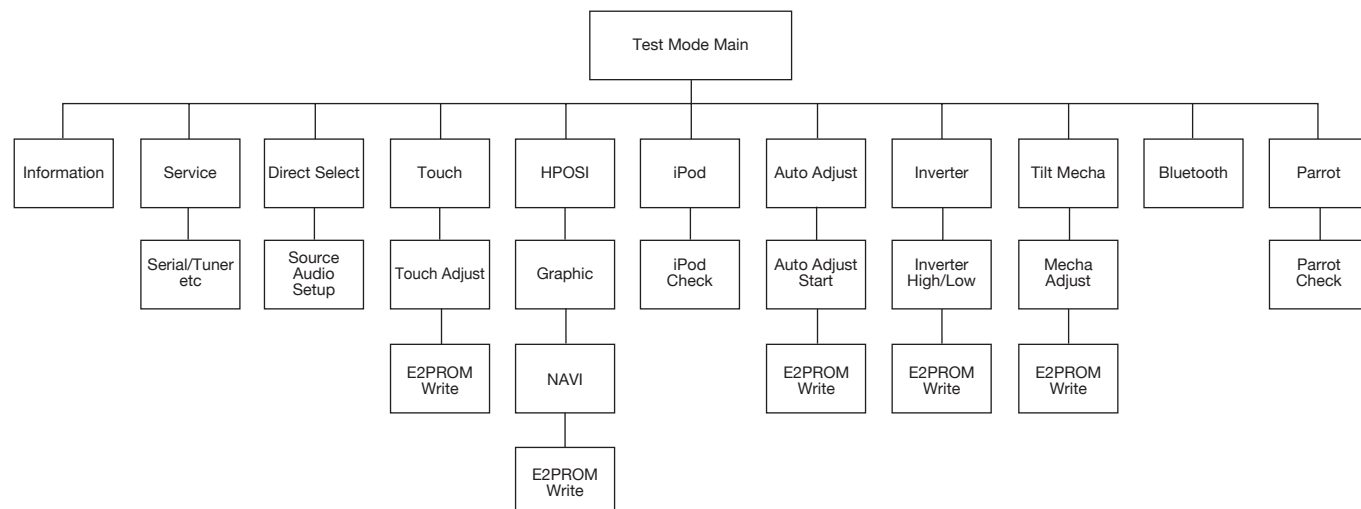 Test Mode Main
Information
Service
Direct Select
Touch
HPOSI
iPod
Auto Adjust
Inverter
Tilt Mecha
Bluetooth
Parrot
Serial/Tuner
etc
Source
Audio
Setup
Touch Adjust
Graphic
iPod
Check
Auto Adjust
Start
Inverter
High/Low
Mecha
Adjust
Parrot
Check
E2PROM
Write
NAVI
E2PROM
Write
E2PROM
Write
E2PROM
Write
E2PROM
Write